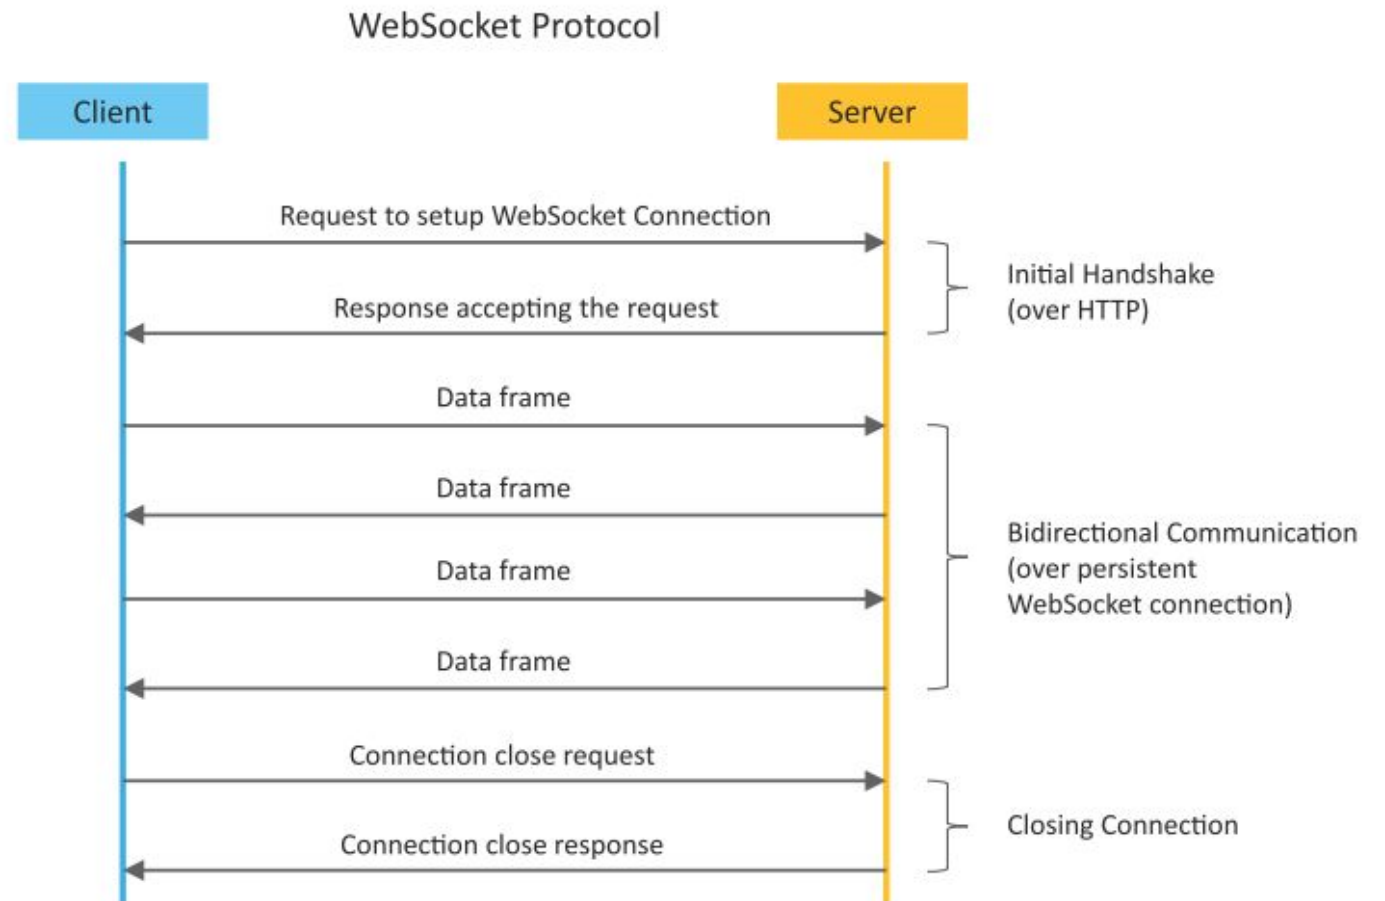 WebSocket Protocol
Client
Server
Request to setup WebSocket Connection
Response accepting the request
Initial Handshake
(over HTTP)
Data frame
Data frame
Data frame
Data frame
Bidirectional Communication
(over persistent
WebSocket connection)
Connection close request
Connection close response
Closing Connection